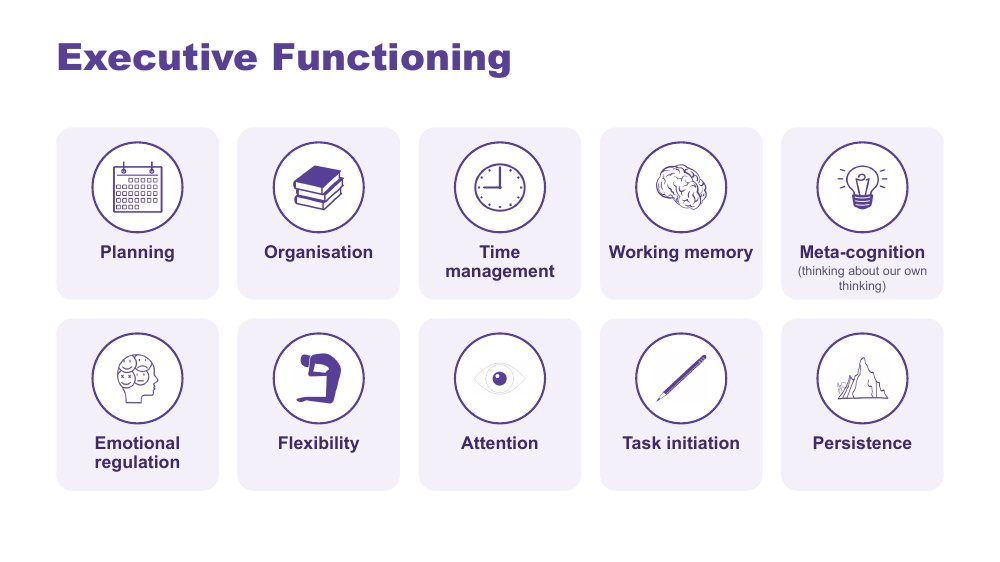 Executive Functioning
Planning
Organisation
Time
management
Working memory
Meta-cognition
(thinking about our own
thinking)
Emotional
regulation
Flexibility
Attention
Task initiation
Persistence